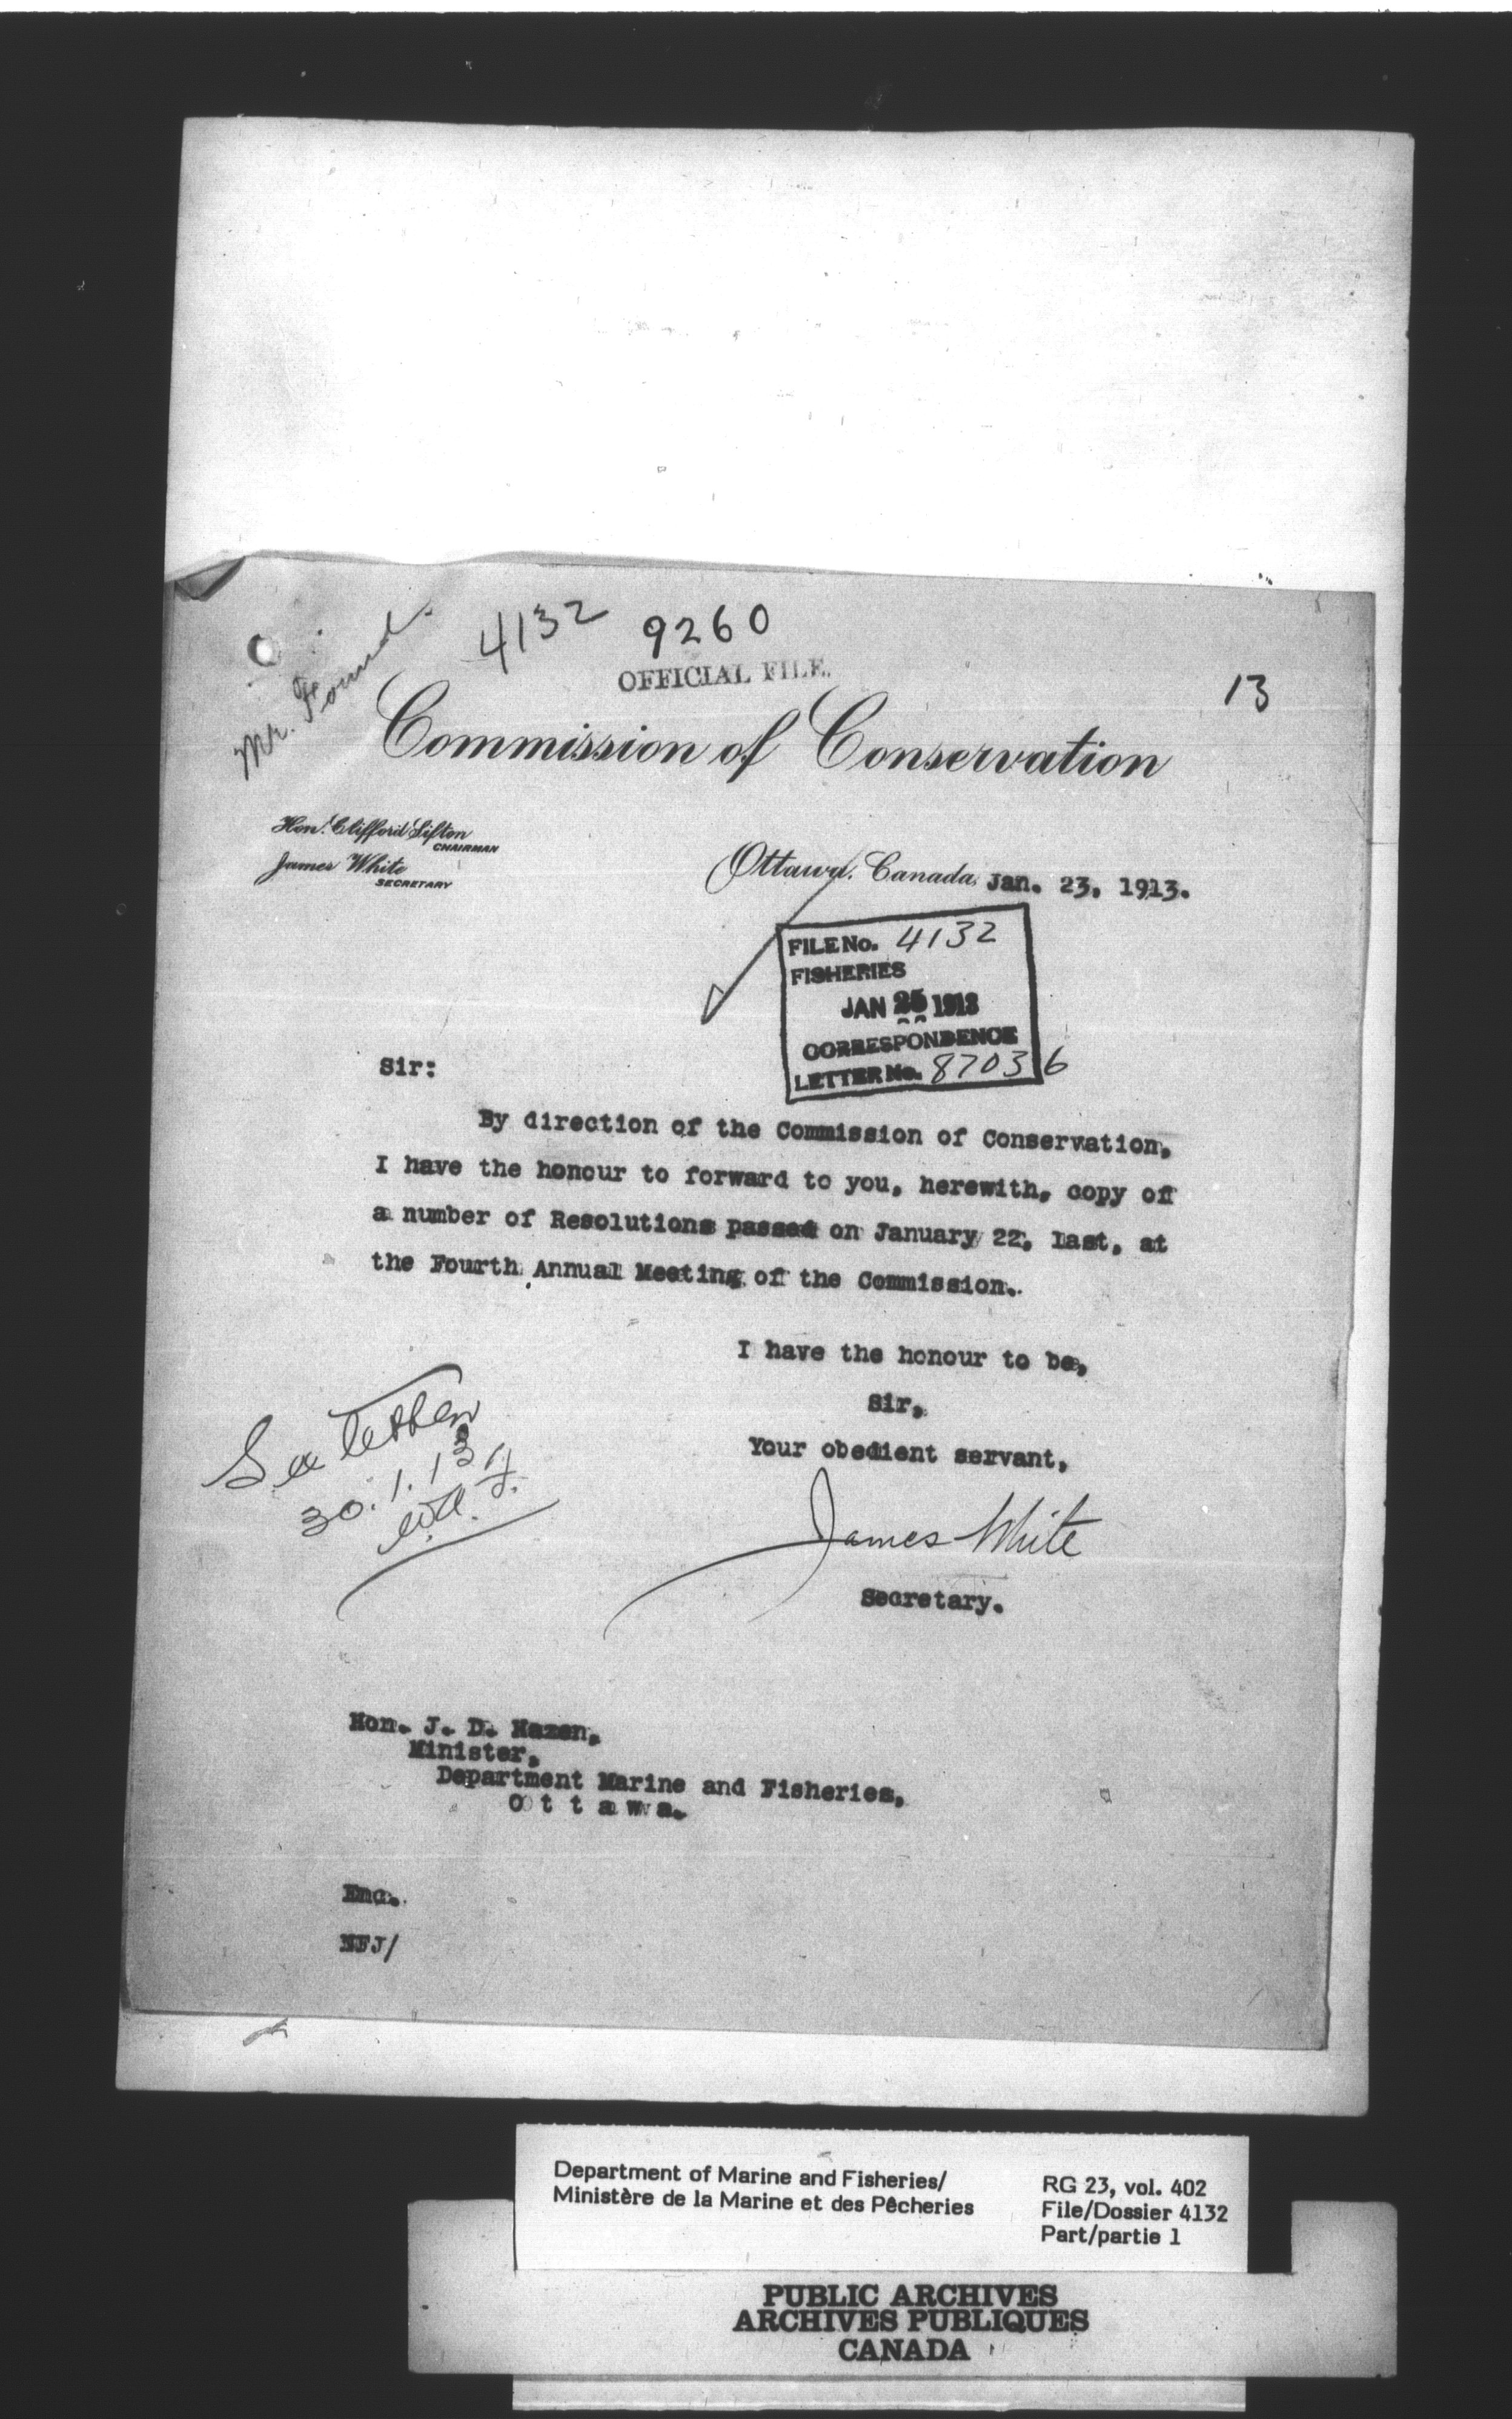 4132
9260
OFFICIAL FILE.
Mr. Found.
13
Commission of Conservation
Hon. Clifford Sifton
CHAIRMAN
James White
SECRETARY
Ottawa, Canada, Jan. 23, 1913.
FILE No. 4132
FISHERIES
JAN 25 1913
CORRESPONDENCE
LETTER No. 87036
Sir:
By direction of the Commission of Conservation,
I have the honour to forward to you, herewith, copy of
a number of Resolutions passed on January 22, last, at
the Fourth Annual Meeting of the Commission.
I have the honour to be,
Sir,
Your obedient servant,
James White
Secretary.
See letter
30.1.13
Hon. J. D. Hazen,
Minister,
Department Marine and Fisheries,
O t t a w a.
Enc.
NFJ/
Department of Marine and Fisheries/
Ministère de la Marine et des Pêcheries
RG 23, vol. 402
File/Dossier 4132
Part/partie 1
PUBLIC ARCHIVES
ARCHIVES PUBLIQUES
CANADA